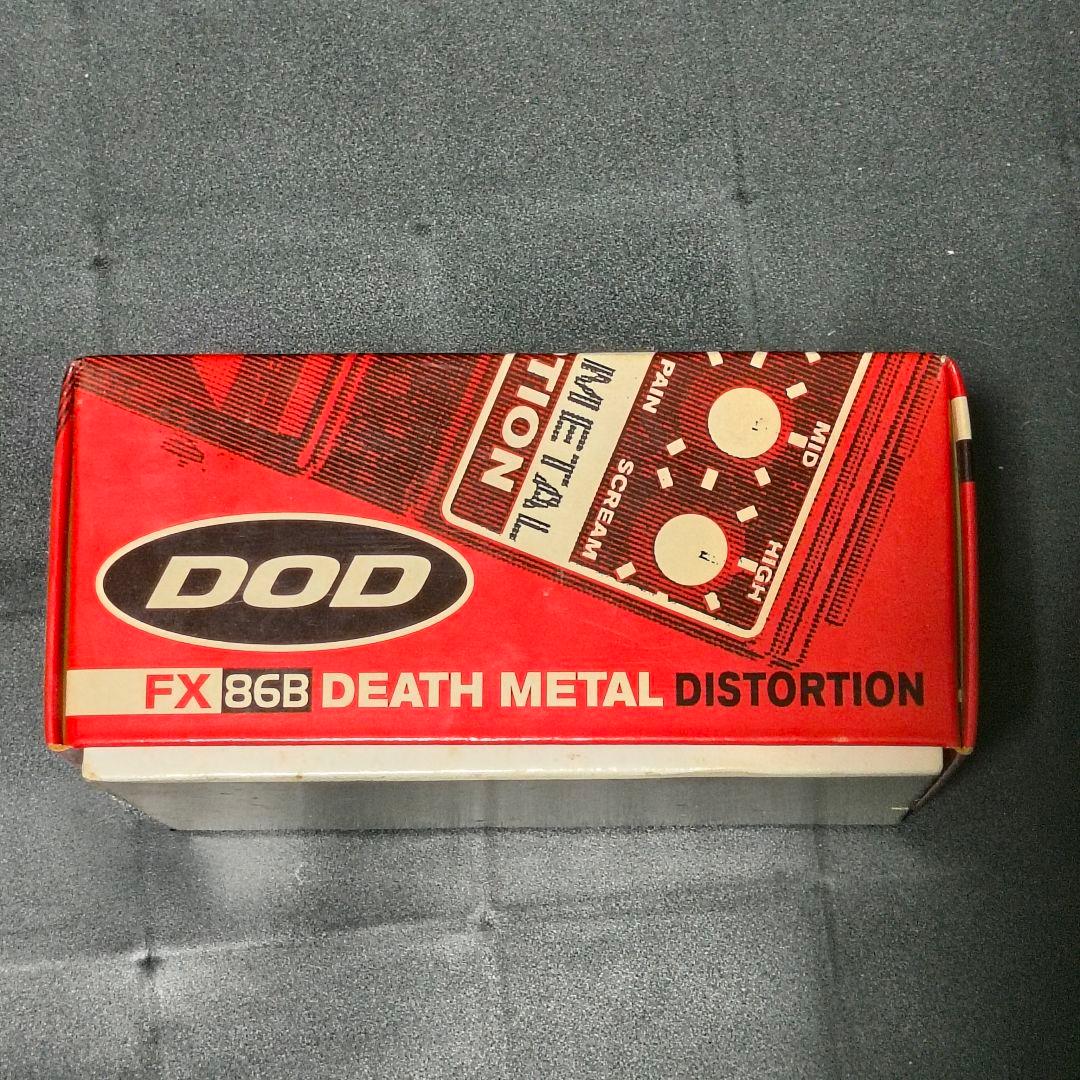 TION
METAL
PAIN
MID
SCREAM
HIGH
DOD
FX 86B DEATH METAL DISTORTION